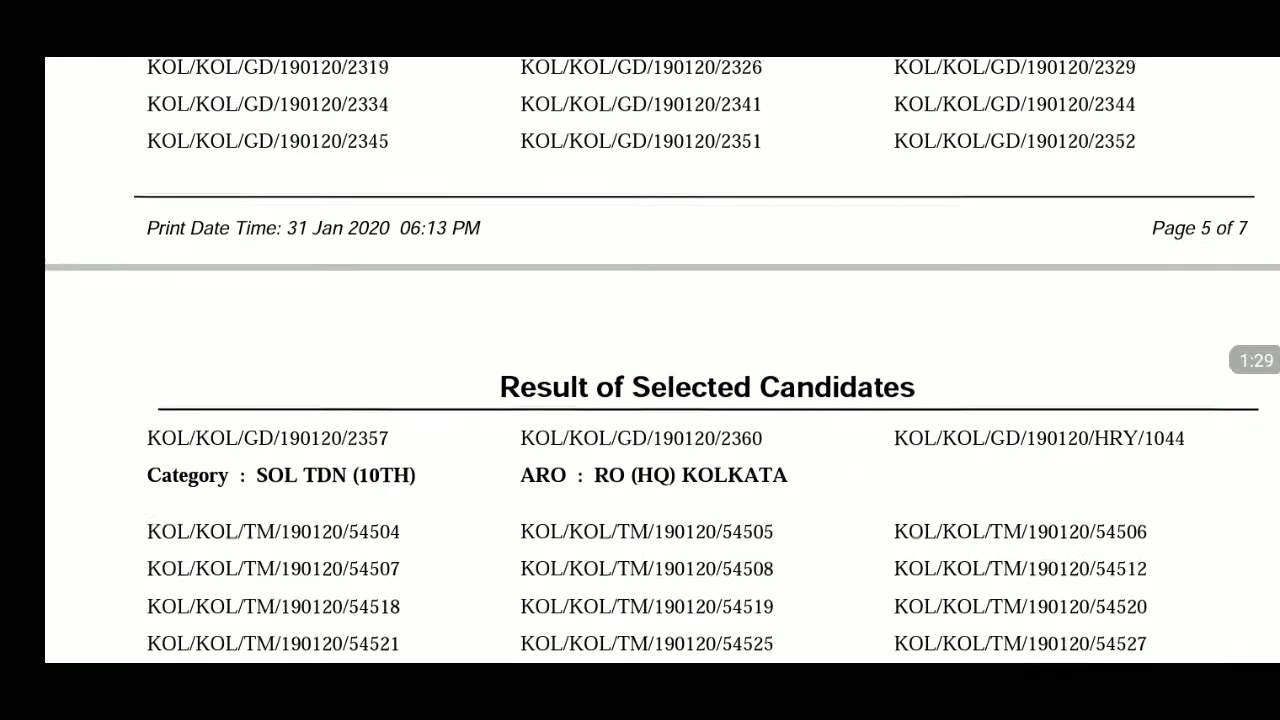 KOL/KOL/GD/190120/2319 KOL/KOL/GD/190120/2326 KOL/KOL/GD/190120/2329
KOL/KOL/GD/190120/2334 KOL/KOL/GD/190120/2341 KOL/KOL/GD/190120/2344
KOL/KOL/GD/190120/2345 KOL/KOL/GD/190120/2351 KOL/KOL/GD/190120/2352
Print Date Time: 31 Jan 2020 06:13 PM Page 5 of 7
1:29
Result of Selected Candidates
KOL/KOL/GD/190120/2357 KOL/KOL/GD/190120/2360 KOL/KOL/GD/190120/HRY/1044
Category : SOL TDN (10TH) ARO : RO (HQ) KOLKATA
KOL/KOL/TM/190120/54504 KOL/KOL/TM/190120/54505 KOL/KOL/TM/190120/54506
KOL/KOL/TM/190120/54507 KOL/KOL/TM/190120/54508 KOL/KOL/TM/190120/54512
KOL/KOL/TM/190120/54518 KOL/KOL/TM/190120/54519 KOL/KOL/TM/190120/54520
KOL/KOL/TM/190120/54521 KOL/KOL/TM/190120/54525 KOL/KOL/TM/190120/54527